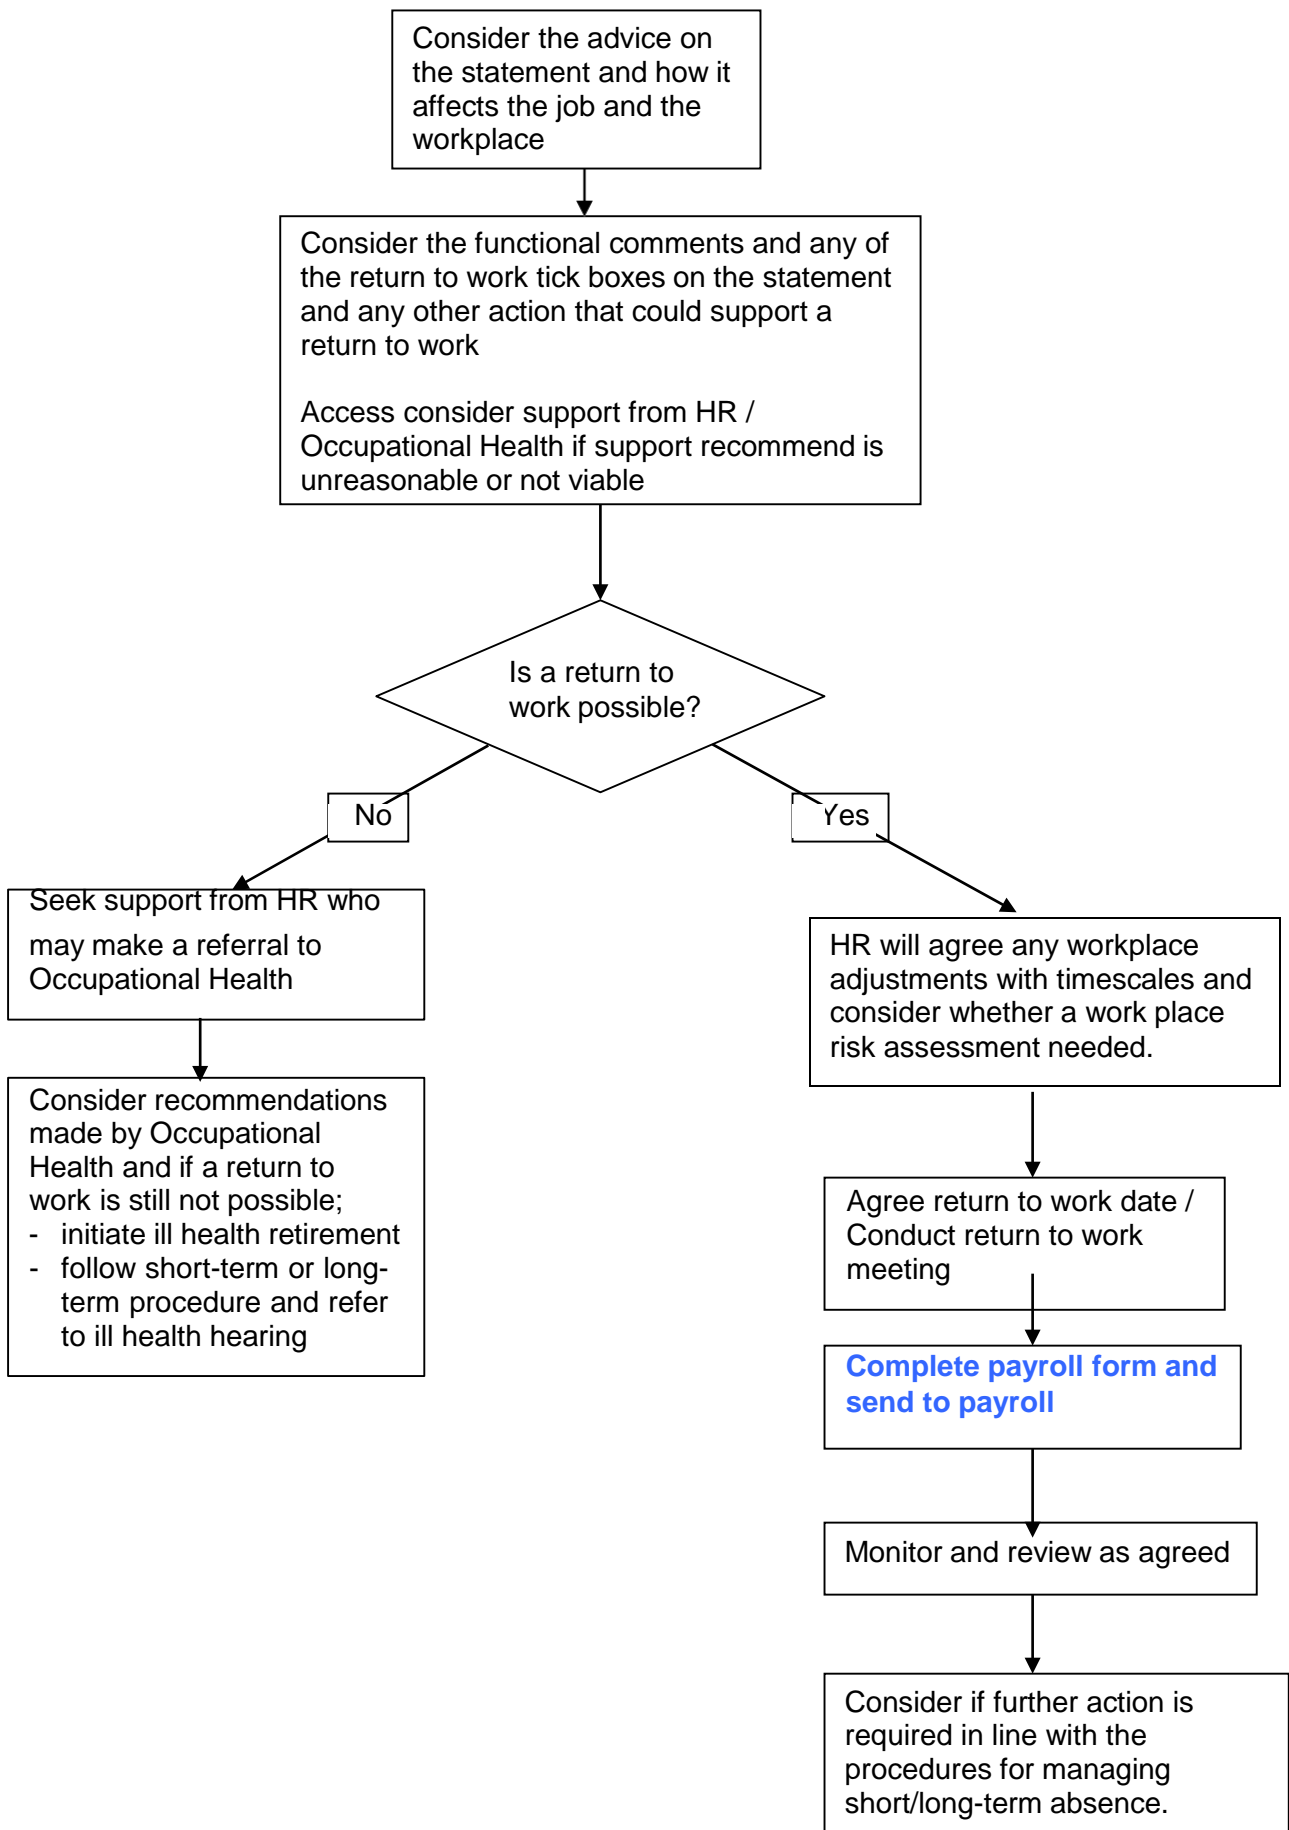 Consider the advice on
the statement and how it
affects the job and the
workplace
Consider the functional comments and any of
the return to work tick boxes on the statement
and any other action that could support a
return to work
Access consider support from HR /
Occupational Health if support recommend is
unreasonable or not viable
Is a return to
work possible?
No
Yes
Seek support from HR who
may make a referral to
Occupational Health
Consider recommendations
made by Occupational
Health and if a return to
work is still not possible;
- initiate ill health retirement
- follow short-term or long-
term procedure and refer
to ill health hearing
HR will agree any workplace
adjustments with timescales and
consider whether a work place
risk assessment needed.
Agree return to work date /
Conduct return to work
meeting
Complete payroll form and
send to payroll
Monitor and review as agreed
Consider if further action is
required in line with the
procedures for managing
short/long-term absence.